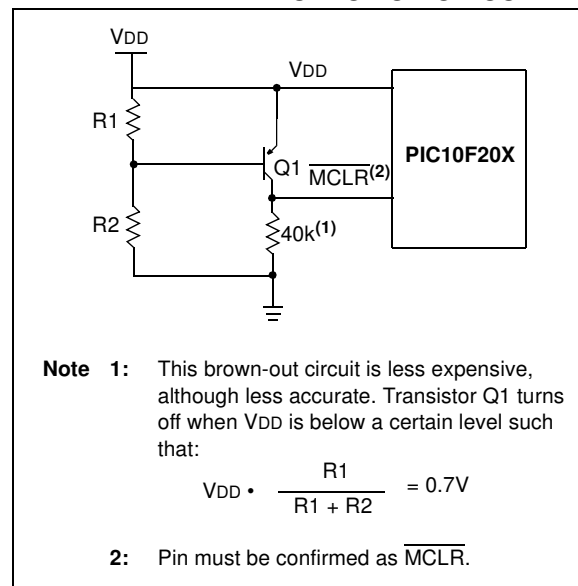 VDD
VDD
R1
PIC10F20X
Q1
MCLR(2)
R2
40k(1)
Note 1: This brown-out circuit is less expensive,
although less accurate. Transistor Q1 turns
off when VDD is below a certain level such
that:
VDD • R1 / R1 + R2 = 0.7V
2: Pin must be confirmed as MCLR.